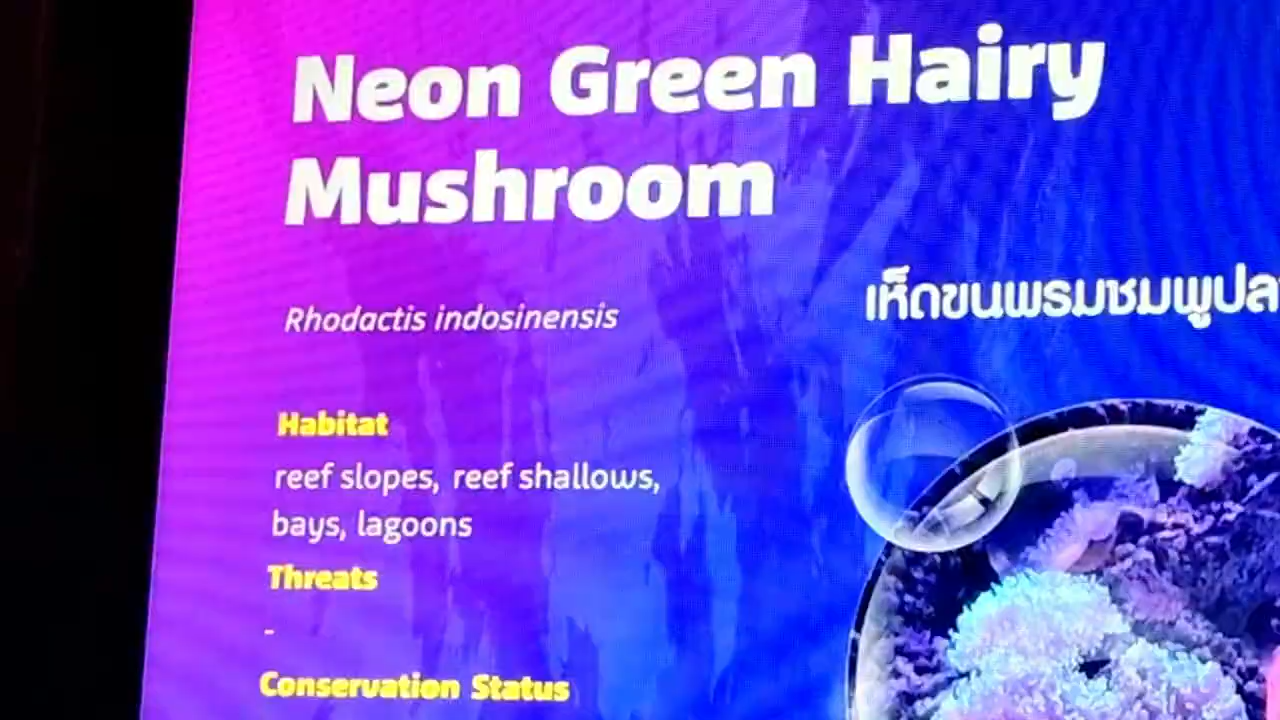 Neon Green Hairy
Mushroom
Rhodactis indosinensis
เห็ดขนพรมชมพูปล
Habitat
reef slopes, reef shallows,
bays, lagoons
Threats
-
Conservation Status